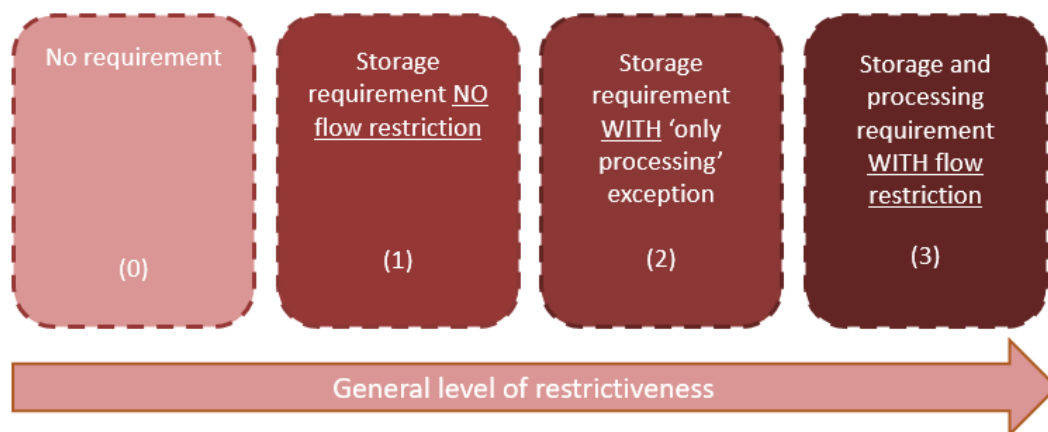 No requirement
(0)
Storage
requirement NO
flow restriction
(1)
Storage
requirement
WITH ‘only
processing’
exception
(2)
Storage and
processing
requirement
WITH flow
restriction
(3)
General level of restrictiveness